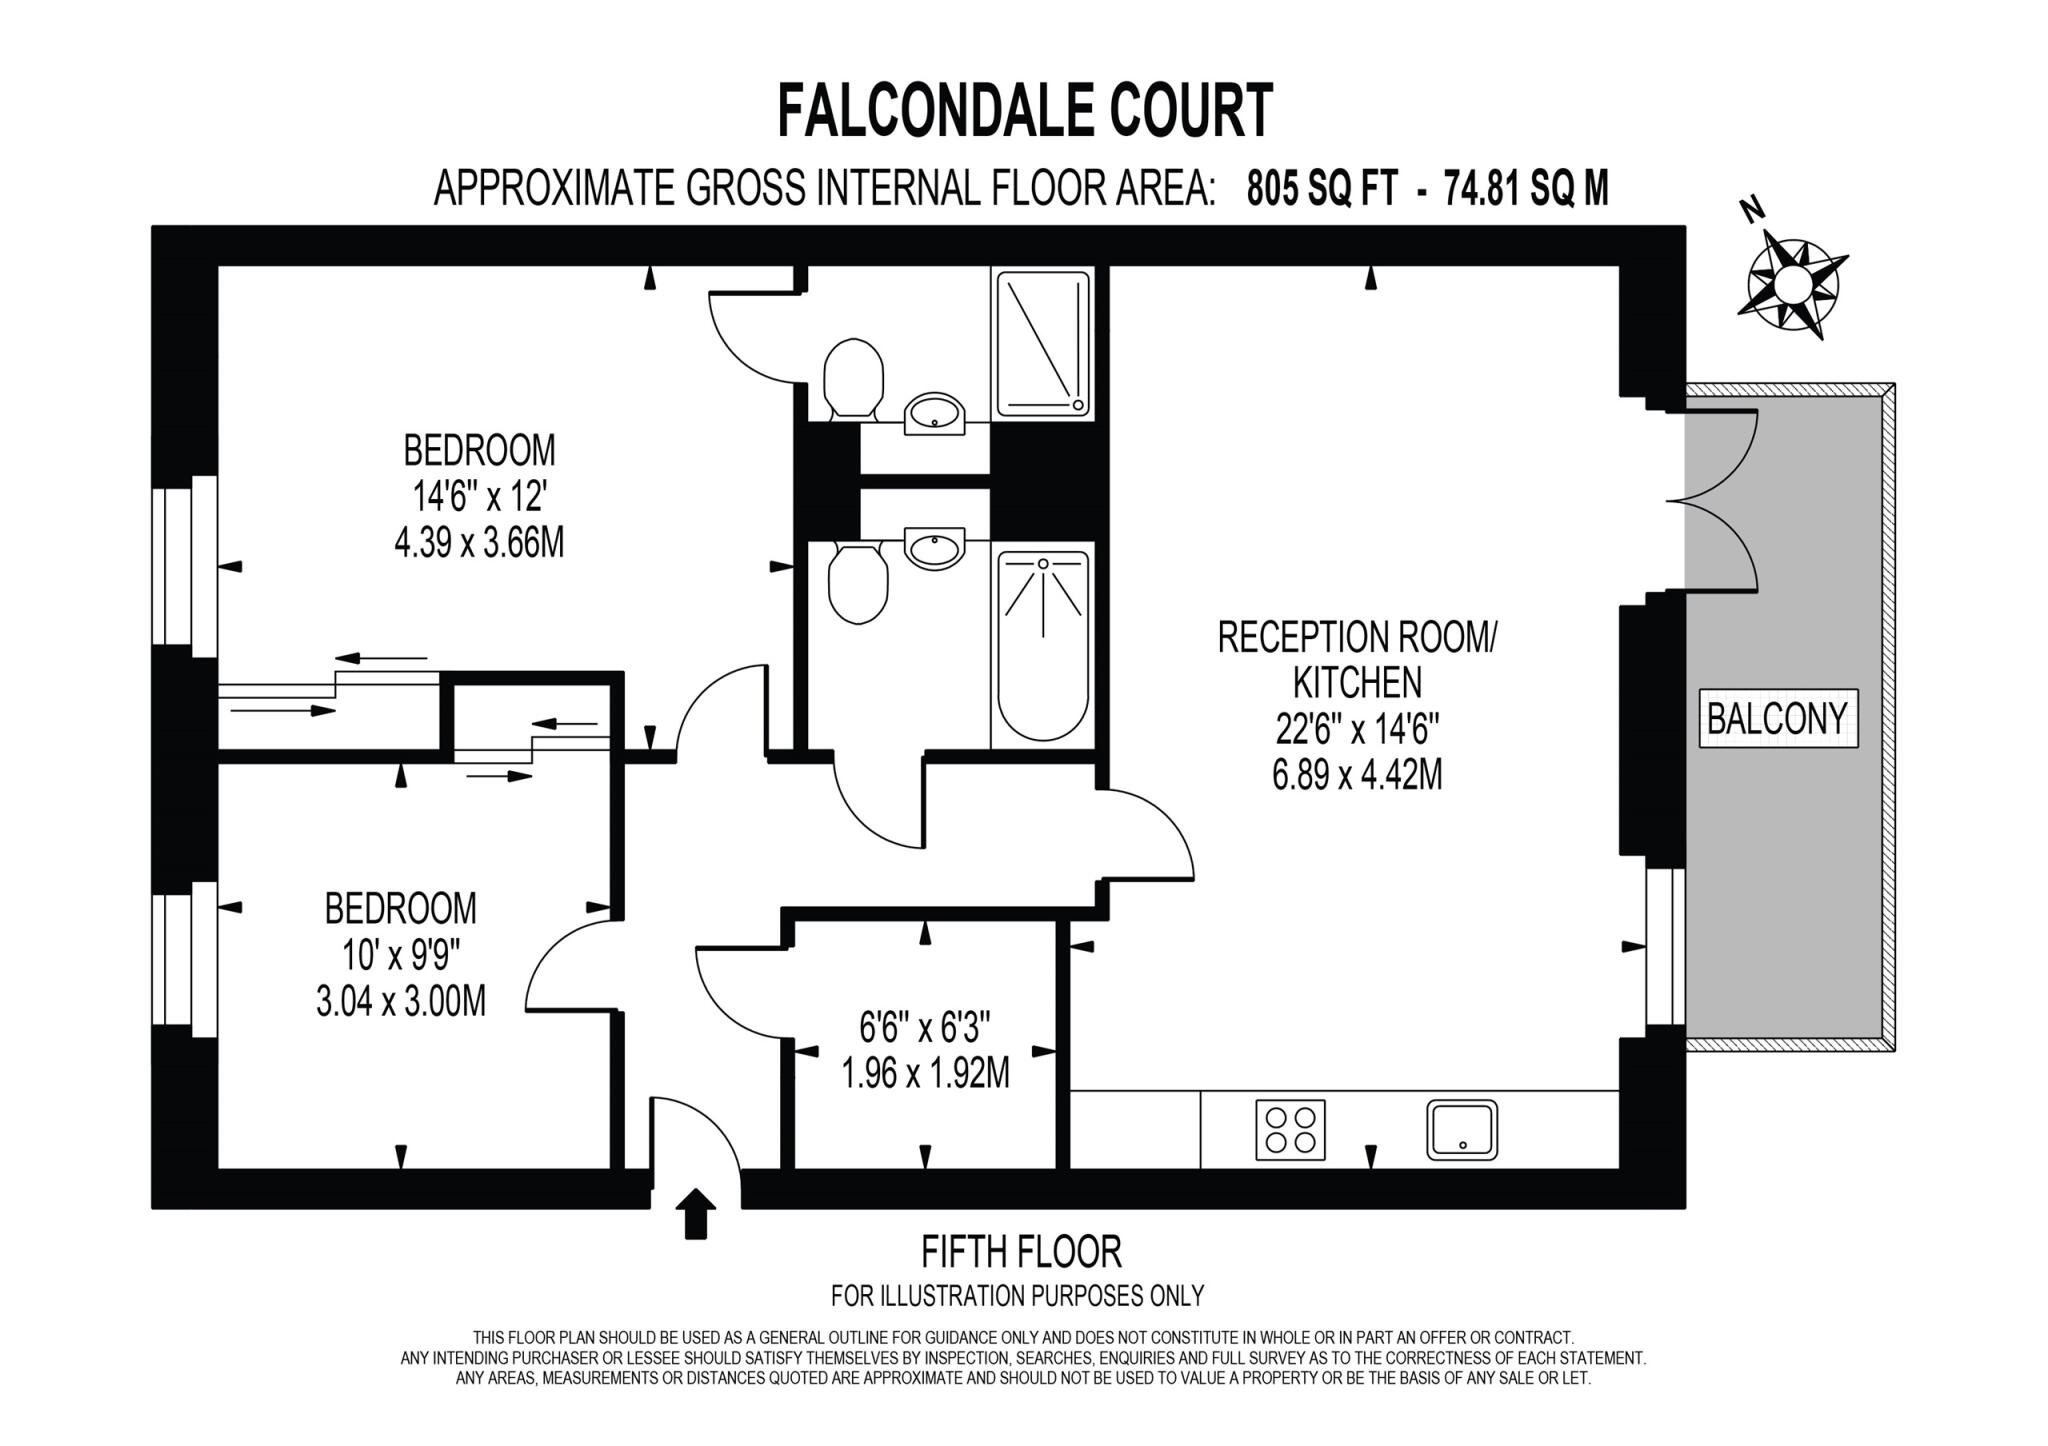 FALCONDALE COURT
APPROXIMATE GROSS INTERNAL FLOOR AREA: 805 SQ FT - 74.81 SQ M
N
BEDROOM
14'6" x 12'
4.39 x 3.66M
RECEPTION ROOM/
KITCHEN
22'6" x 14'6"
6.89 x 4.42M
BALCONY
BEDROOM
10' x 9'9"
3.04 x 3.00M
6'6" x 6'3"
1.96 x 1.92M
FIFTH FLOOR
FOR ILLUSTRATION PURPOSES ONLY
THIS FLOOR PLAN SHOULD BE USED AS A GENERAL OUTLINE FOR GUIDANCE ONLY AND DOES NOT CONSTITUTE IN WHOLE OR IN PART AN OFFER OR CONTRACT.
ANY INTENDING PURCHASER OR LESSEE SHOULD SATISFY THEMSELVES BY INSPECTION, SEARCHES, ENQUIRIES AND FULL SURVEY AS TO THE CORRECTNESS OF EACH STATEMENT.
ANY AREAS, MEASUREMENTS OR DISTANCES QUOTED ARE APPROXIMATE AND SHOULD NOT BE USED TO VALUE A PROPERTY OR BE THE BASIS OF ANY SALE OR LET.